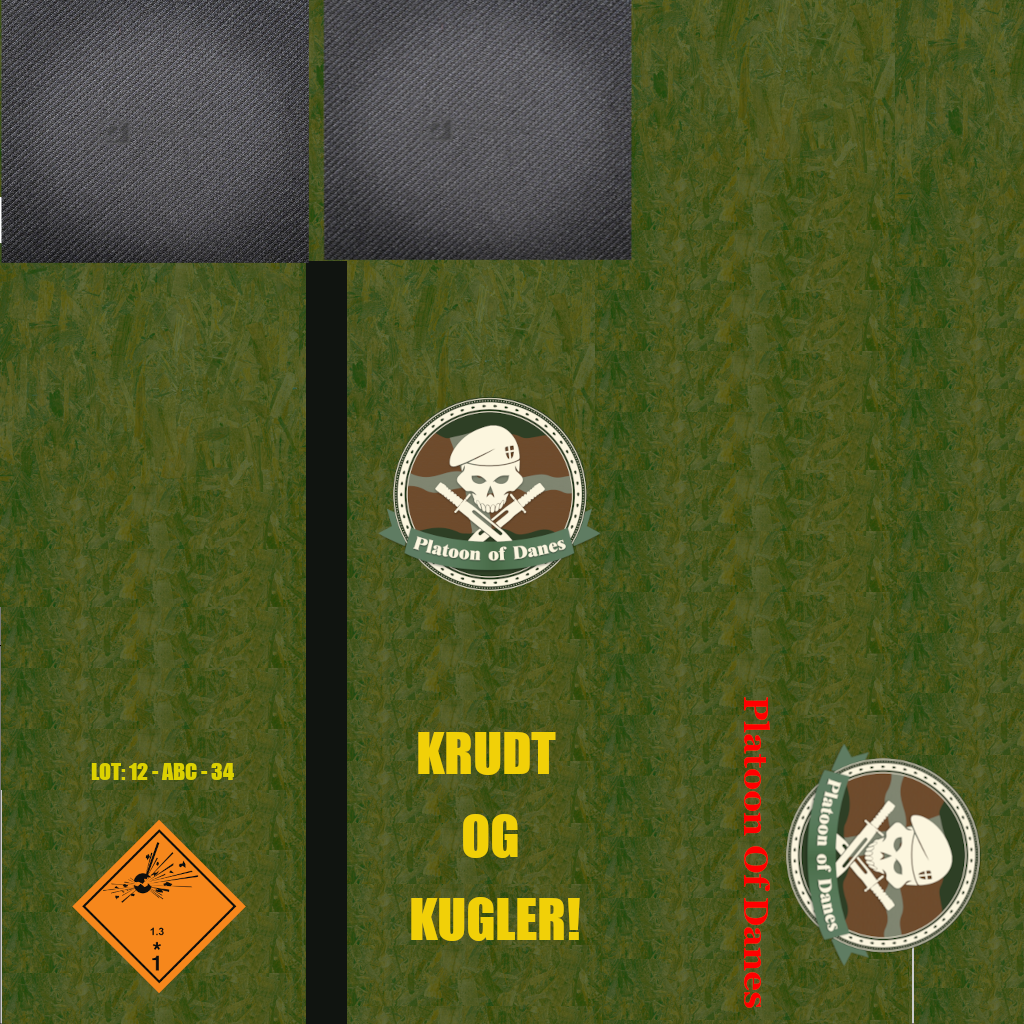 Platoon of Danes
KRUDT
OG
KUGLER!
LOT: 12 - ABC - 34
1.3
*
1
Platoon Of Danes
Platoon of Danes